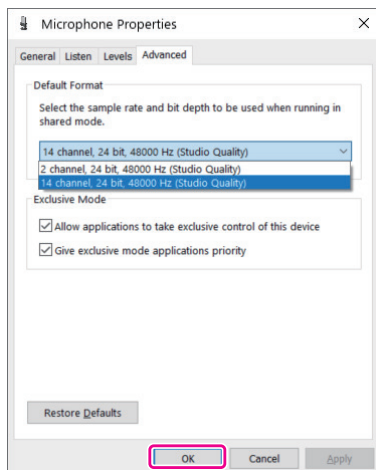 Microphone Properties
General Listen Levels Advanced
Default Format
Select the sample rate and bit depth to be used when running in
shared mode.
14 channel, 24 bit, 48000 Hz (Studio Quality)
2 channel, 24 bit, 48000 Hz (Studio Quality)
14 channel, 24 bit, 48000 Hz (Studio Quality)
Exclusive Mode
Allow applications to take exclusive control of this device
Give exclusive mode applications priority
Restore Defaults
OK Cancel Apply